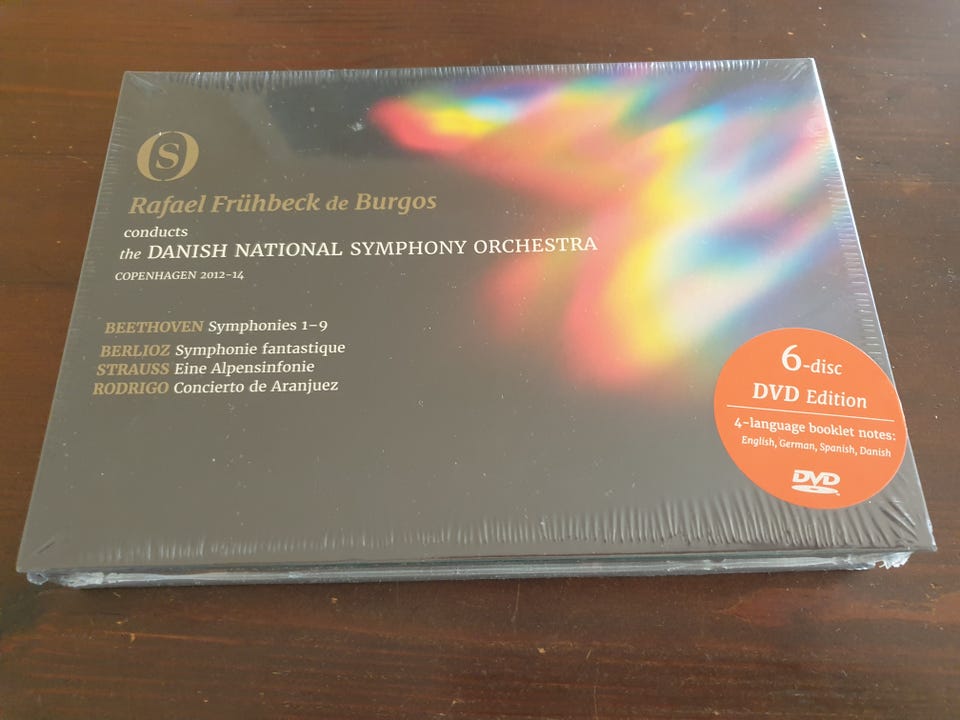 S
Rafael Frühbeck de Burgos
conducts
the DANISH NATIONAL SYMPHONY ORCHESTRA
COPENHAGEN 2012–14
BEETHOVEN Symphonies 1–9
BERLIOZ Symphonie fantastique
STRAUSS Eine Alpensinfonie
RODRIGO Concierto de Aranjuez
6-disc
DVD Edition
4-language booklet notes:
English, German, Spanish, Danish
DVD